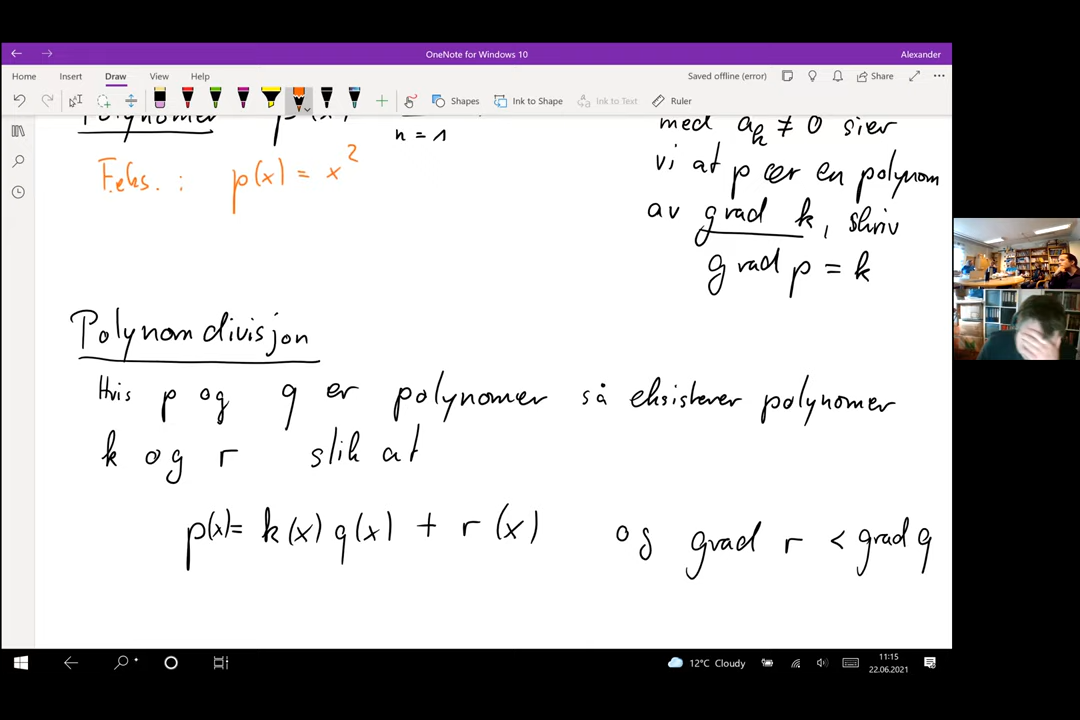 OneNote for Windows 10
Alexander
Home Insert Draw View Help
Saved offline (error) Share
Shapes Ink to Shape Ink to Text Ruler
Polynomer p(x)
n = 1
F.eks. : p(x) = x²
med aₖ ≠ 0 sier
vi at p er en polynom
av grad k, skriv
grad p = k
Polynomdivisjon
Hvis p og q er polynomer så eksisterer polynomer
k og r slik at
p(x)= k(x) q(x) + r(x) og grad r < grad q
12°C Cloudy
11:15
22.06.2021